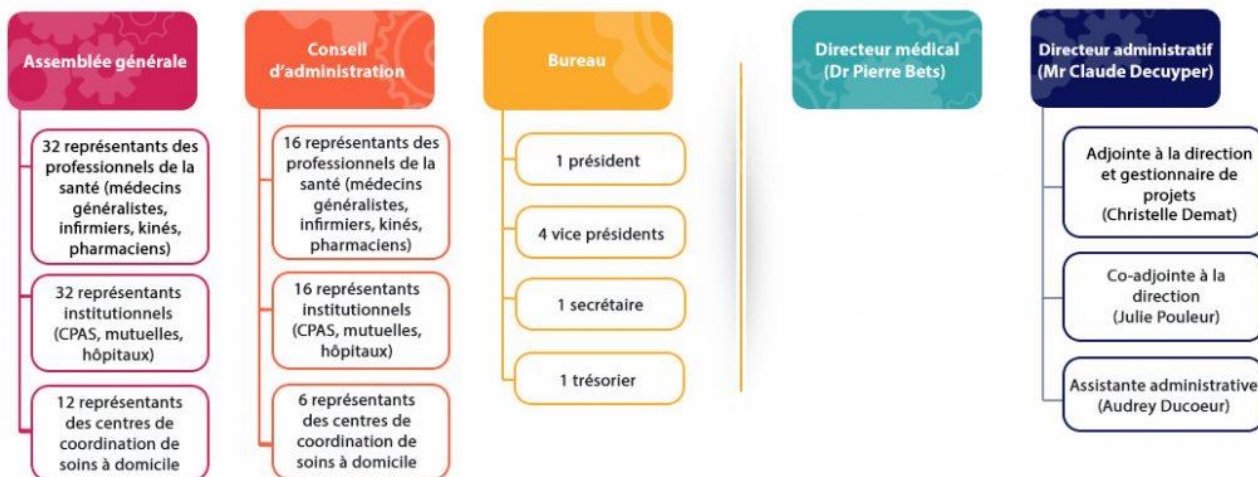 Assemblée générale
32 représentants des
professionnels de la
santé (médecins
généralistes,
infirmiers, kinés,
pharmaciens)
32 représentants
institutionnels
(CPAS, mutuelles,
hôpitaux)
12 représentants
des centres de
coordination de
soins à domicile
Conseil
d'administration
16 représentants des
professionnels de la
santé (médecins
généralistes,
infirmiers, kinés,
pharmaciens)
16 représentants
institutionnels
(CPAS, mutuelles,
hôpitaux)
6 représentants
des centres de
coordination de
soins à domicile
Bureau
1 président
4 vice présidents
1 secrétaire
1 trésorier
Directeur médical
(Dr Pierre Bets)
Directeur administratif
(Mr Claude Decuyper)
Adjointe à la direction
et gestionnaire de
projets
(Christelle Demat)
Co-adjointe à la
direction
(Julie Pouleur)
Assistante administrative
(Audrey Ducoeur)